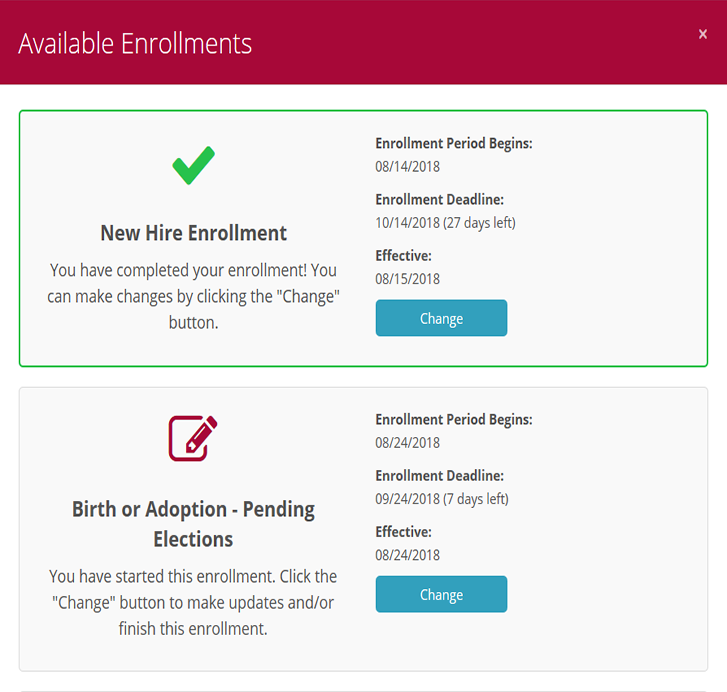 Available Enrollments
×
New Hire Enrollment
You have completed your enrollment! You
can make changes by clicking the "Change"
button.
Enrollment Period Begins:
08/14/2018
Enrollment Deadline:
10/14/2018 (27 days left)
Effective:
08/15/2018
Change
Birth or Adoption - Pending
Elections
You have started this enrollment. Click the
"Change" button to make updates and/or
finish this enrollment.
Enrollment Period Begins:
08/24/2018
Enrollment Deadline:
09/24/2018 (7 days left)
Effective:
08/24/2018
Change